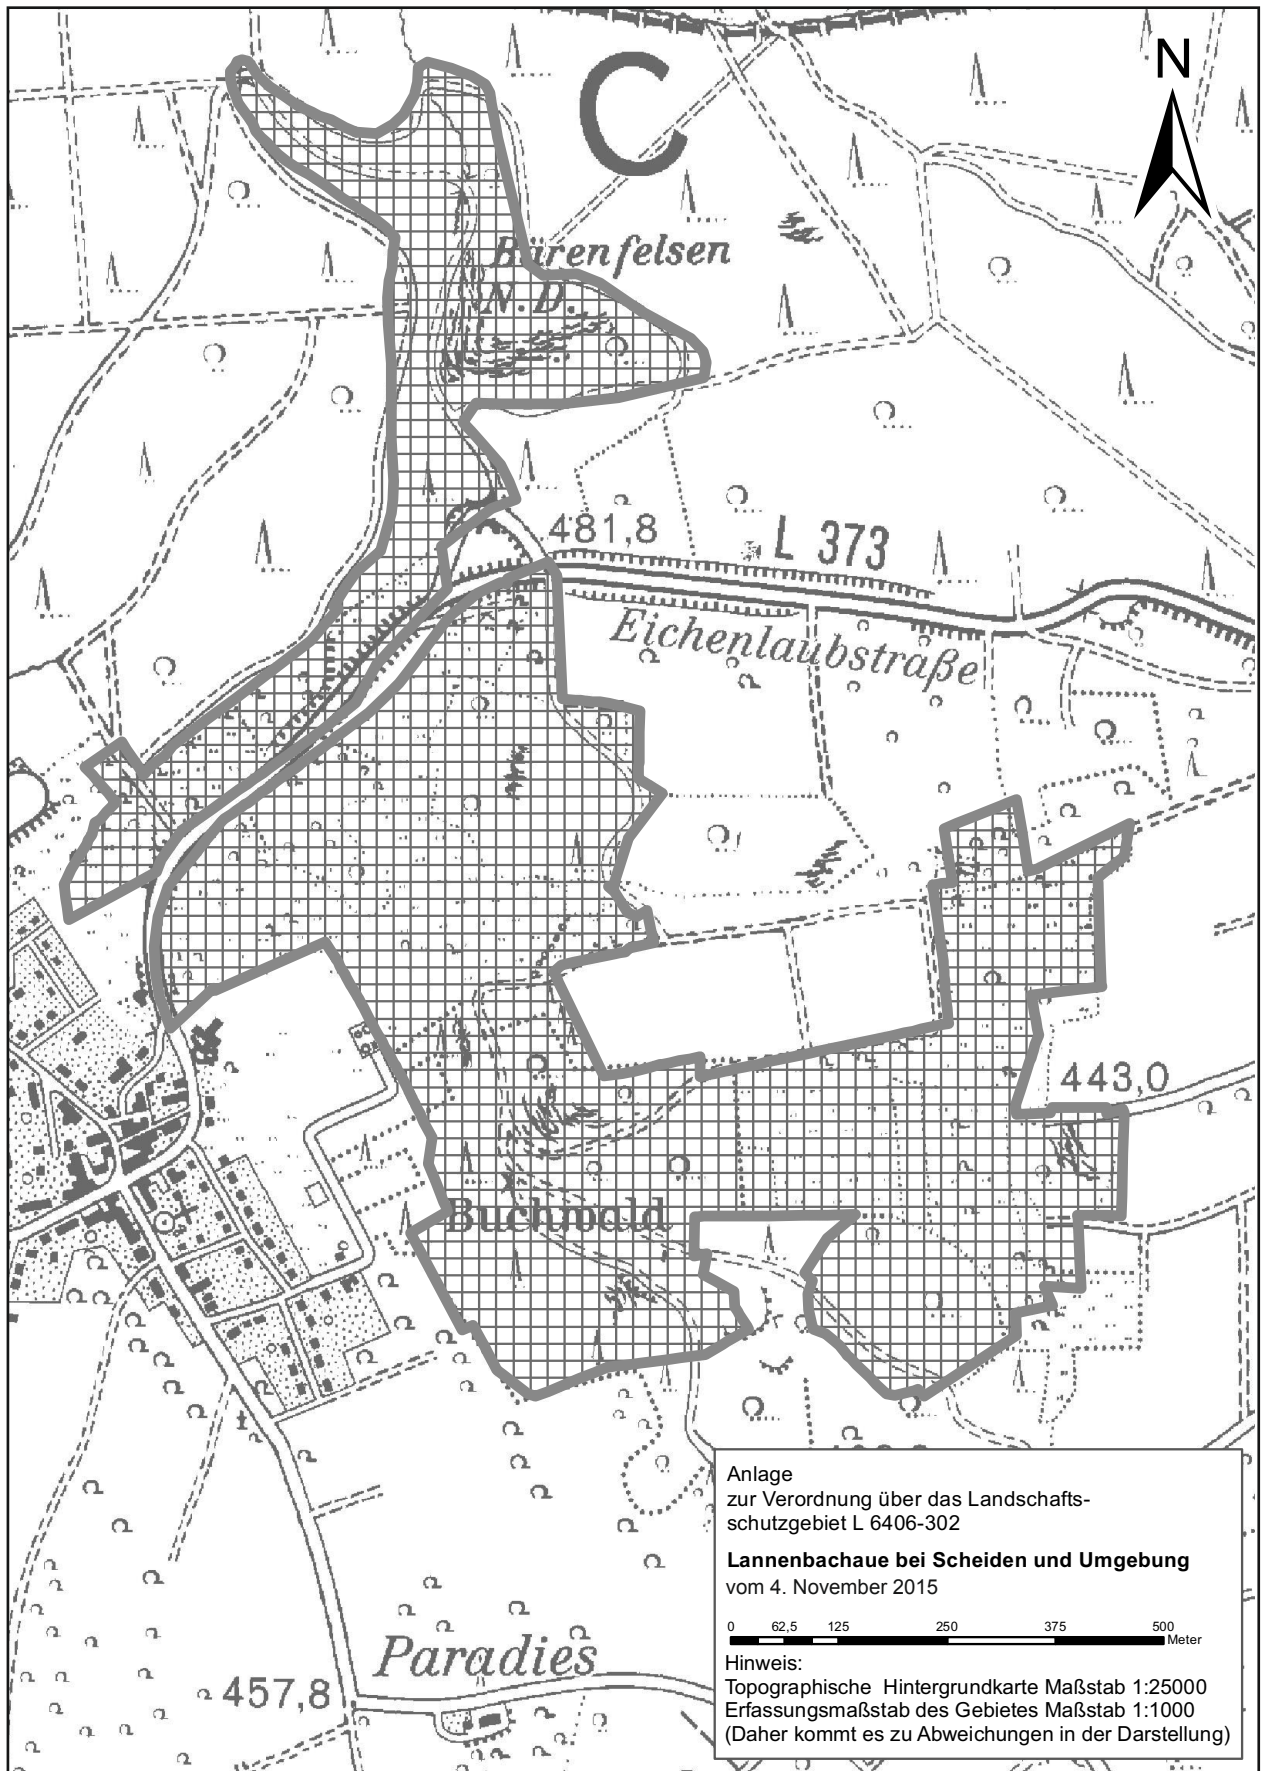 C
N
Bärenfelsen
N. D.
481,8
L 373
Eichenlaubstraße
443,0
Buchwald
Paradies
457,8
Anlage
zur Verordnung über das Landschafts-
schutzgebiet L 6406-302
Lannenbachaue bei Scheiden und Umgebung
vom 4. November 2015
0 62,5 125 250 375 500
Meter
Hinweis:
Topographische Hintergrundkarte Maßstab 1:25000
Erfassungsmaßstab des Gebietes Maßstab 1:1000
(Daher kommt es zu Abweichungen in der Darstellung)